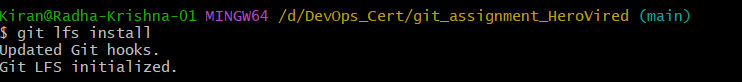 Kiran@Radha-Krishna-01 MINGW64 /d/DevOps_Cert/git_assignment_HeroVired (main)
$ git lfs install
Updated Git hooks.
Git LFS initialized.